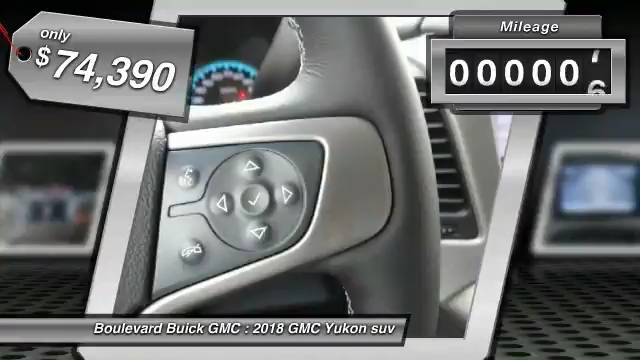 only
$74,390
Mileage
00000
Boulevard Buick GMC : 2018 GMC Yukon suv